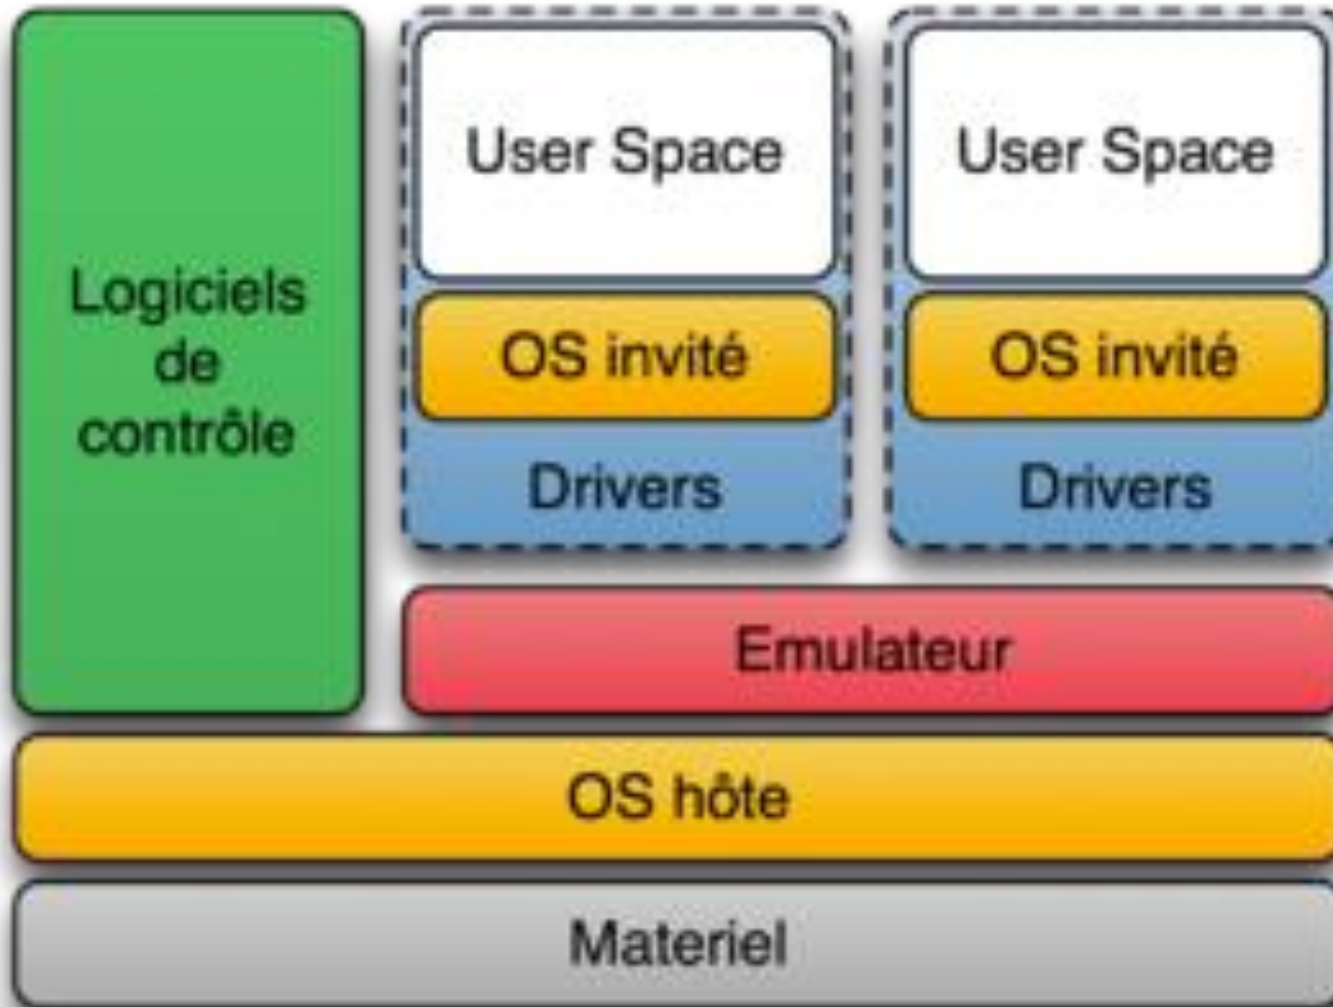 Logiciels
de
contrôle
User Space
User Space
OS invité
OS invité
Drivers
Drivers
Emulateur
OS hôte
Materiel